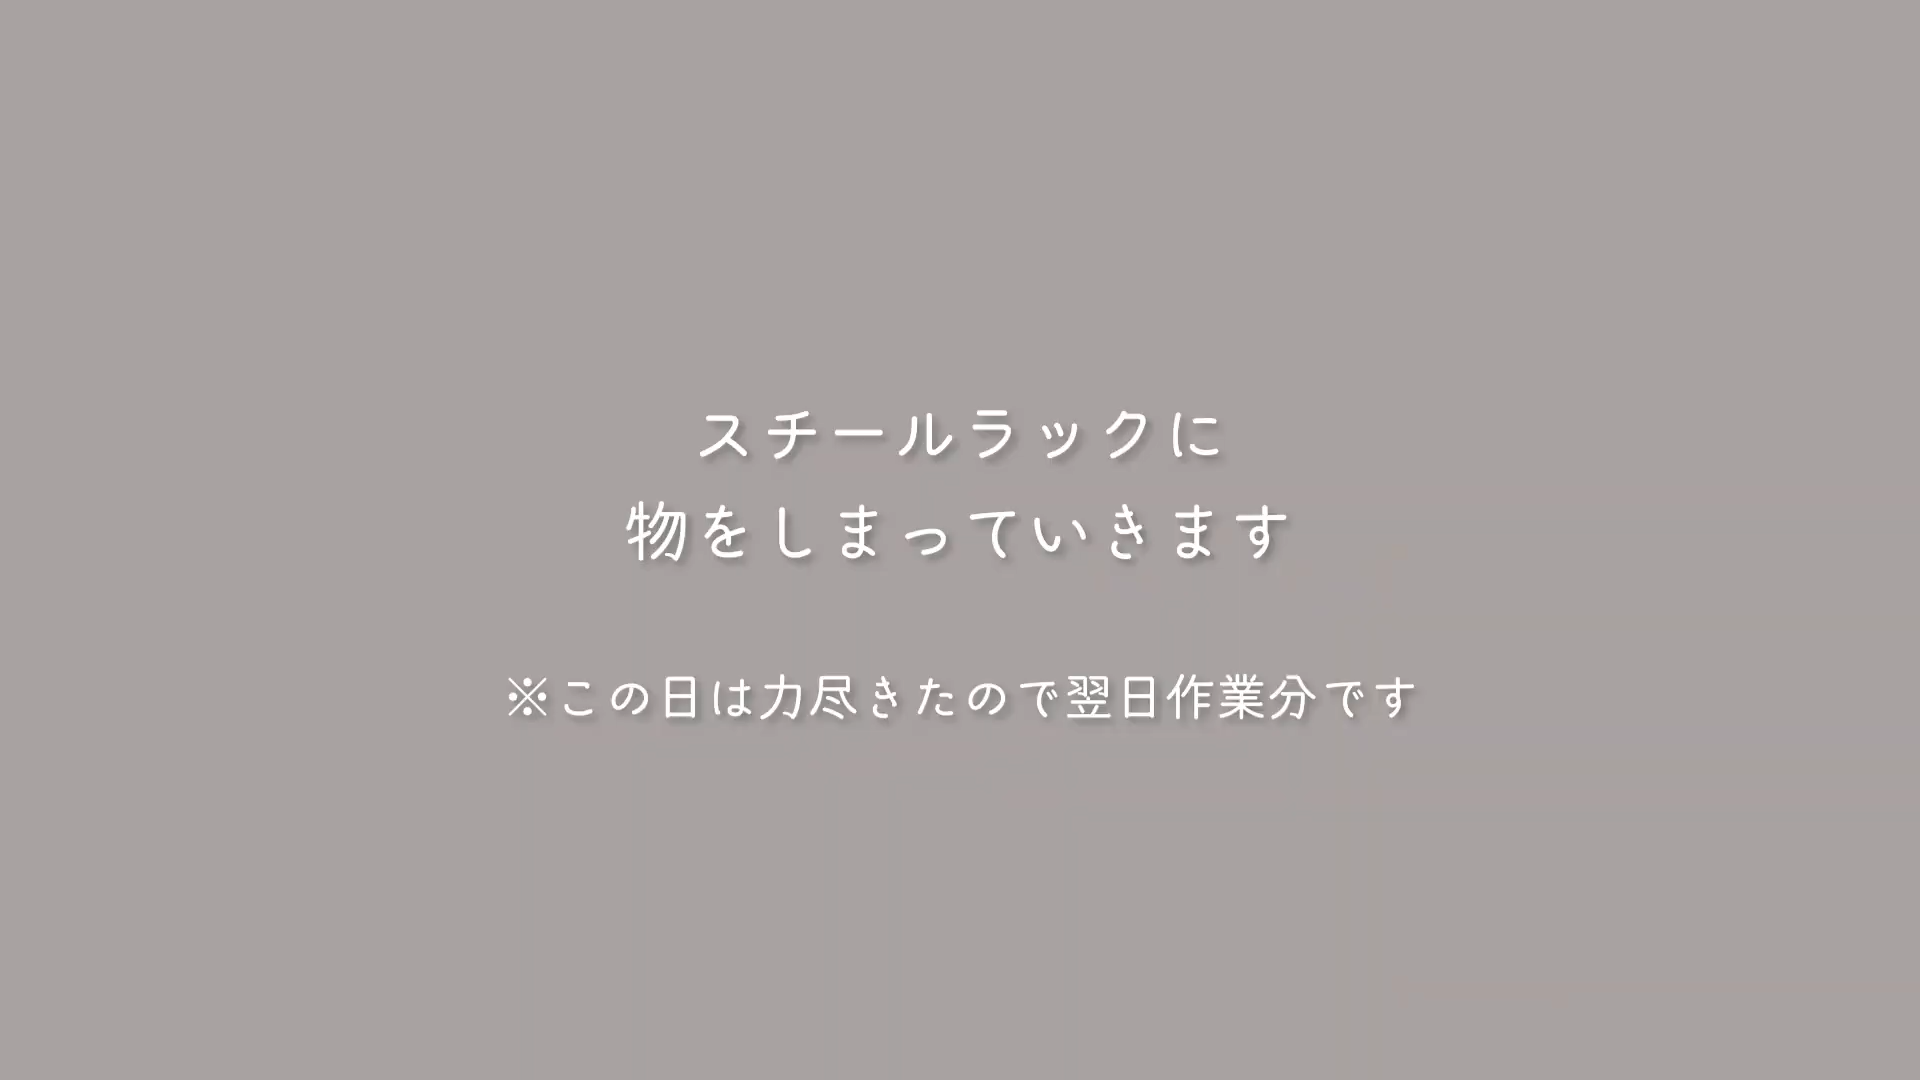 スチールラックに
物をしまっていきます
※この日は力尽きたので翌日作業分です